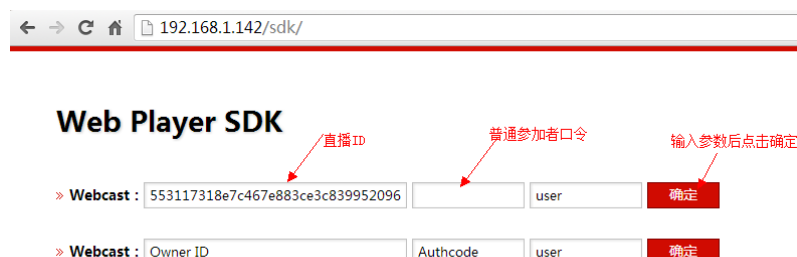 192.168.1.142/sdk/
Web Player SDK
直播ID
普通参加者口令
输入参数后点击确定
» Webcast : 553117318e7c467e883ce3c839952096 user 确定
» Webcast : Owner ID Authcode user 确定